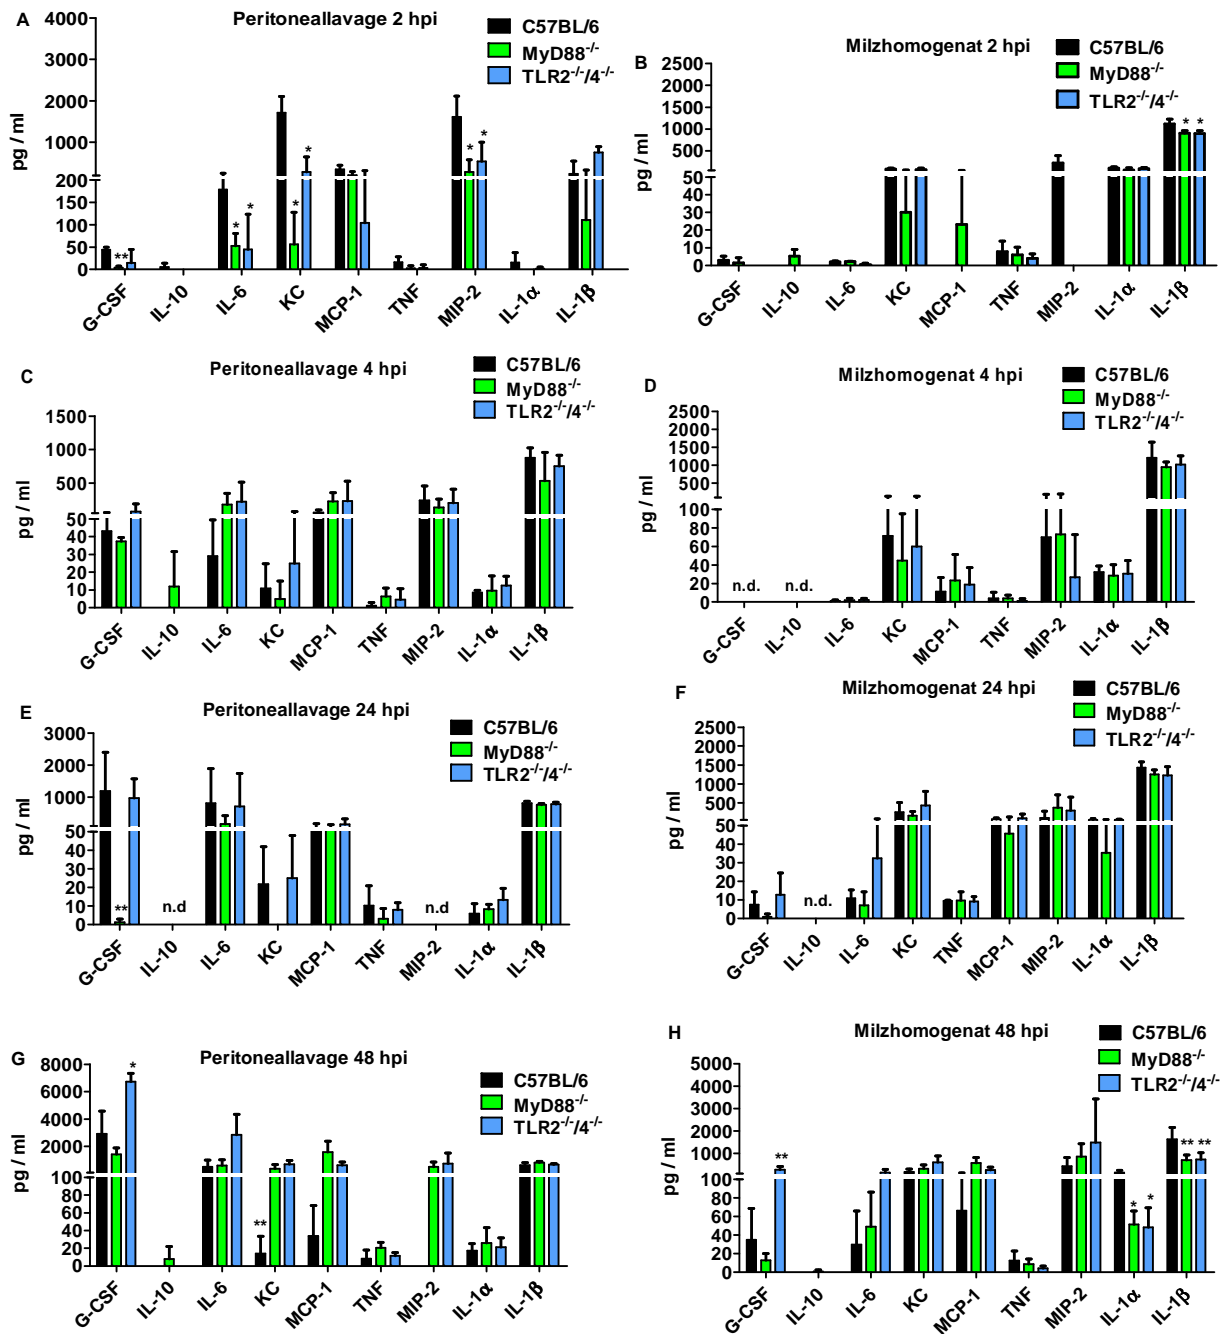 A
Peritoneallavage 2 hpi
C57BL/6
MyD88-/-
TLR2-/-/4-/-
pg / ml
4000
3000
2000
1000
200
150
100
50
0
** * * * * * *
G-CSF IL-10 IL-6 KC MCP-1 TNF MIP-2 IL-1α IL-1β
B
Milzhomogenat 2 hpi
C57BL/6
MyD88-/-
TLR2-/-/4-/-
pg / ml
2500
2000
1500
1000
500
50
40
30
20
10
0
* *
G-CSF IL-10 IL-6 KC MCP-1 TNF MIP-2 IL-1α IL-1β
C
Peritoneallavage 4 hpi
C57BL/6
MyD88-/-
TLR2-/-/4-/-
pg / ml
1500
1000
500
50
40
30
20
10
0
G-CSF IL-10 IL-6 KC MCP-1 TNF MIP-2 IL-1α IL-1β
D
Milzhomogenat 4 hpi
C57BL/6
MyD88-/-
TLR2-/-/4-/-
pg / ml
2500
2000
1500
1000
500
100
80
60
40
20
0
n.d. n.d.
G-CSF IL-10 IL-6 KC MCP-1 TNF MIP-2 IL-1α IL-1β
E
Peritoneallavage 24 hpi
C57BL/6
MyD88-/-
TLR2-/-/4-/-
pg / ml
3000
2000
1000
50
40
30
20
10
0
** n.d n.d
G-CSF IL-10 IL-6 KC MCP-1 TNF MIP-2 IL-1α IL-1β
F
Milzhomogenat 24 hpi
C57BL/6
MyD88-/-
TLR2-/-/4-/-
pg / ml
2500
2000
1500
1000
500
50
40
30
20
10
0
n.d.
G-CSF IL-10 IL-6 KC TNF MCP-1 MIP-2 IL-1α IL-1β
G
Peritoneallavage 48 hpi
C57BL/6
MyD88-/-
TLR2-/-/4-/-
pg / ml
8000
6000
4000
2000
100
80
60
40
20
0
* **
G-CSF IL-10 IL-6 KC MCP-1 TNF MIP-2 IL-1α IL-1β
H
Milzhomogenat 48 hpi
C57BL/6
MyD88-/-
TLR2-/-/4-/-
pg / ml
5000
4000
3000
2000
1000
100
80
60
40
20
0
** * * ** **
G-CSF IL-10 IL-6 KC MCP-1 TNF MIP-2 IL-1α IL-1β